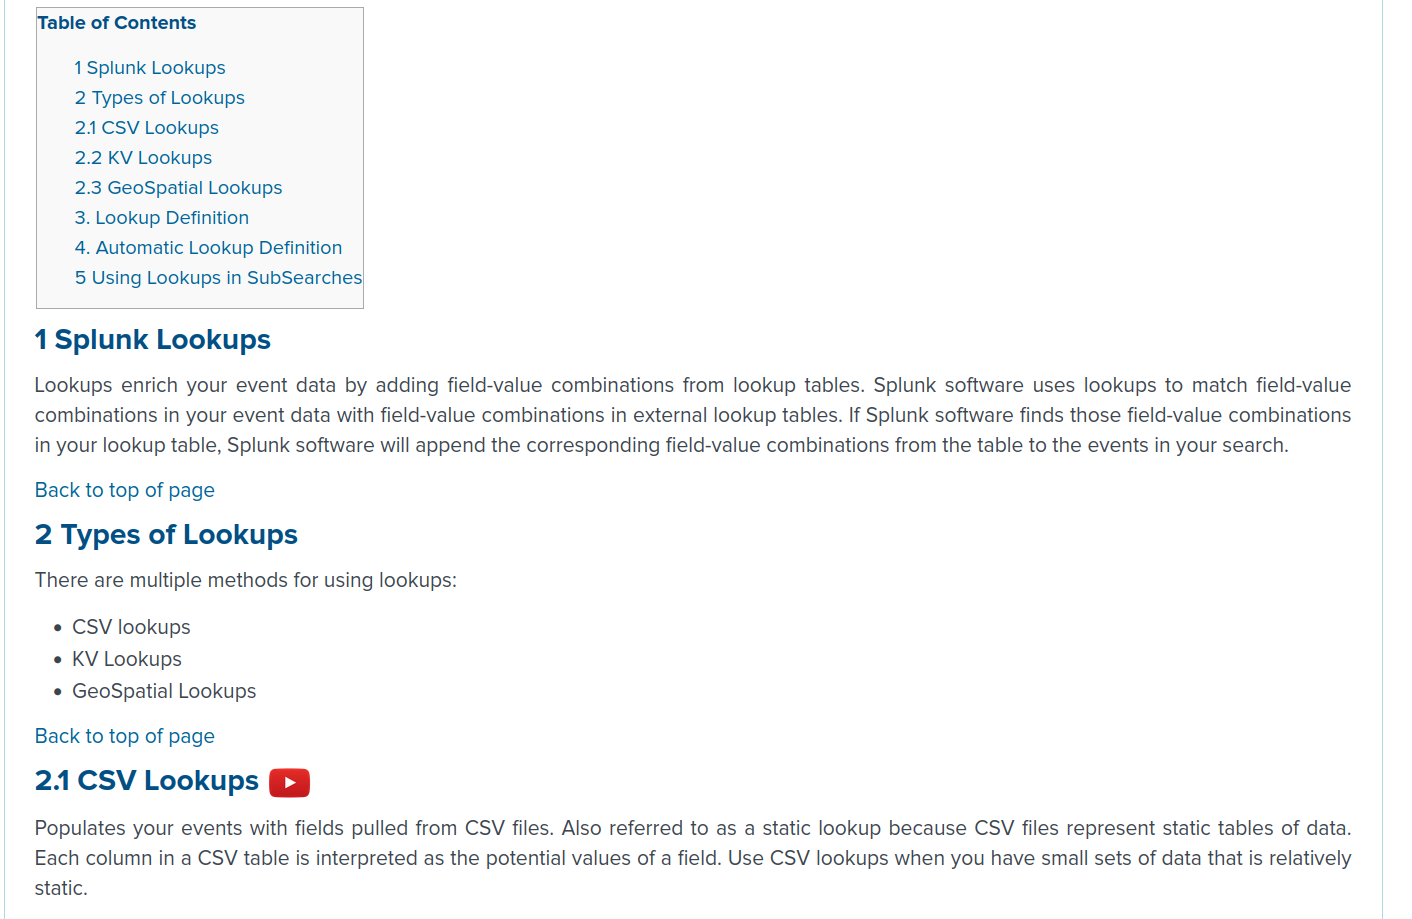 Table of Contents
1 Splunk Lookups
2 Types of Lookups
2.1 CSV Lookups
2.2 KV Lookups
2.3 GeoSpatial Lookups
3. Lookup Definition
4. Automatic Lookup Definition
5 Using Lookups in SubSearches
1 Splunk Lookups
Lookups enrich your event data by adding field-value combinations from lookup tables. Splunk software uses lookups to match field-value
combinations in your event data with field-value combinations in external lookup tables. If Splunk software finds those field-value combinations
in your lookup table, Splunk software will append the corresponding field-value combinations from the table to the events in your search.
Back to top of page
2 Types of Lookups
There are multiple methods for using lookups:
• CSV lookups
• KV Lookups
• GeoSpatial Lookups
Back to top of page
2.1 CSV Lookups
Populates your events with fields pulled from CSV files. Also referred to as a static lookup because CSV files represent static tables of data.
Each column in a CSV table is interpreted as the potential values of a field. Use CSV lookups when you have small sets of data that is relatively
static.